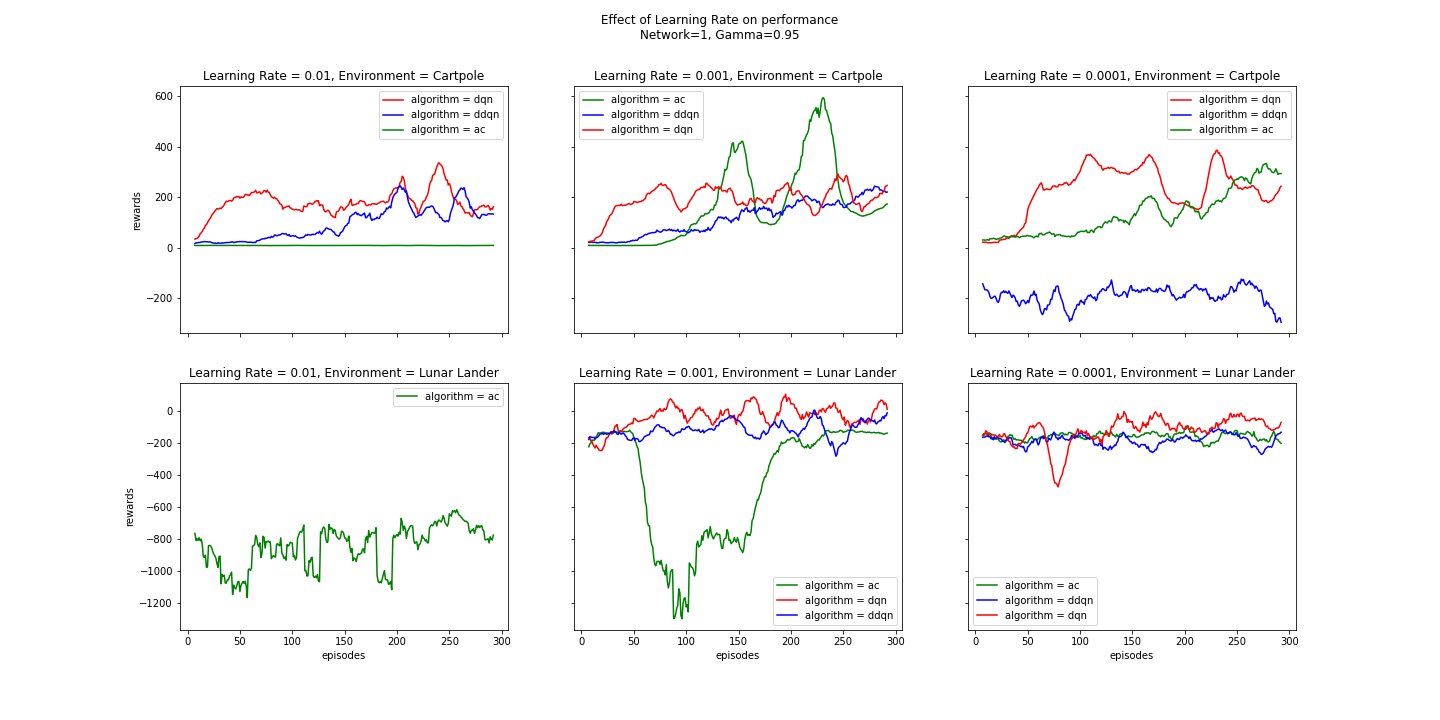 Effect of Learning Rate on performance
Network=1, Gamma=0.95
Learning Rate = 0.01, Environment = Cartpole
600
400
200
0
−200
rewards
algorithm = dqn
algorithm = ddqn
algorithm = ac
Learning Rate = 0.001, Environment = Cartpole
algorithm = ac
algorithm = ddqn
algorithm = dqn
Learning Rate = 0.0001, Environment = Cartpole
algorithm = dqn
algorithm = ddqn
algorithm = ac
Learning Rate = 0.01, Environment = Lunar Lander
algorithm = ac
0
−200
−400
−600
−800
−1000
−1200
rewards
0
50
100
150
200
250
300
episodes
Learning Rate = 0.001, Environment = Lunar Lander
algorithm = ac
algorithm = dqn
algorithm = ddqn
0
50
100
150
200
250
300
episodes
Learning Rate = 0.0001, Environment = Lunar Lander
algorithm = ac
algorithm = ddqn
algorithm = dqn
0
50
100
150
200
250
300
episodes